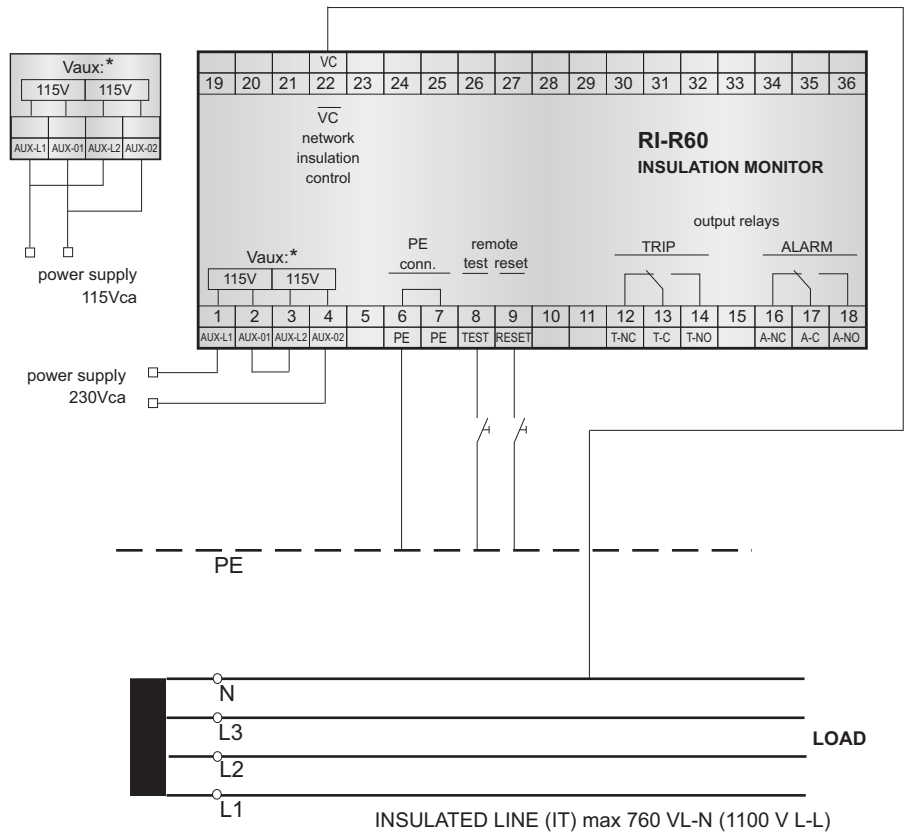 Vaux:*
115V 115V
AUX-L1 AUX-01 AUX-L2 AUX-02
power supply
115Vca
VC
19 20 21 22 23 24 25 26 27 28 29 30 31 32 33 34 35 36
VC
network
insulation
control
RI-R60
INSULATION MONITOR
output relays
Vaux:*
115V 115V
PE
conn.
remote
test reset
TRIP
ALARM
1 2 3 4 5 6 7 8 9 10 11 12 13 14 15 16 17 18
AUX-L1 AUX-01 AUX-L2 AUX-02 PE PE TEST RESET T-NC T-C T-NO A-NC A-C A-NO
power supply
230Vca
PE
N
L3
LOAD
L2
L1
INSULATED LINE (IT) max 760 VL-N (1100 V L-L)